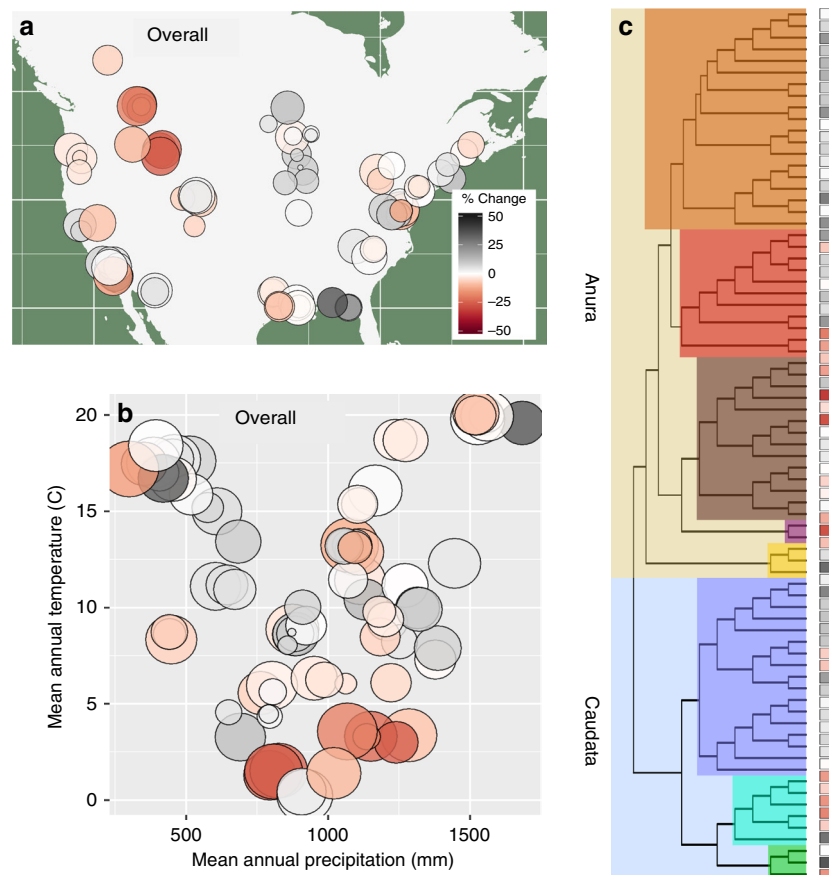 a
Overall
% Change
50
25
0
−25
−50
b
Overall
20
15
10
5
0
Mean annual temperature (C)
500
1000
1500
Mean annual precipitation (mm)
c
Anura
Caudata